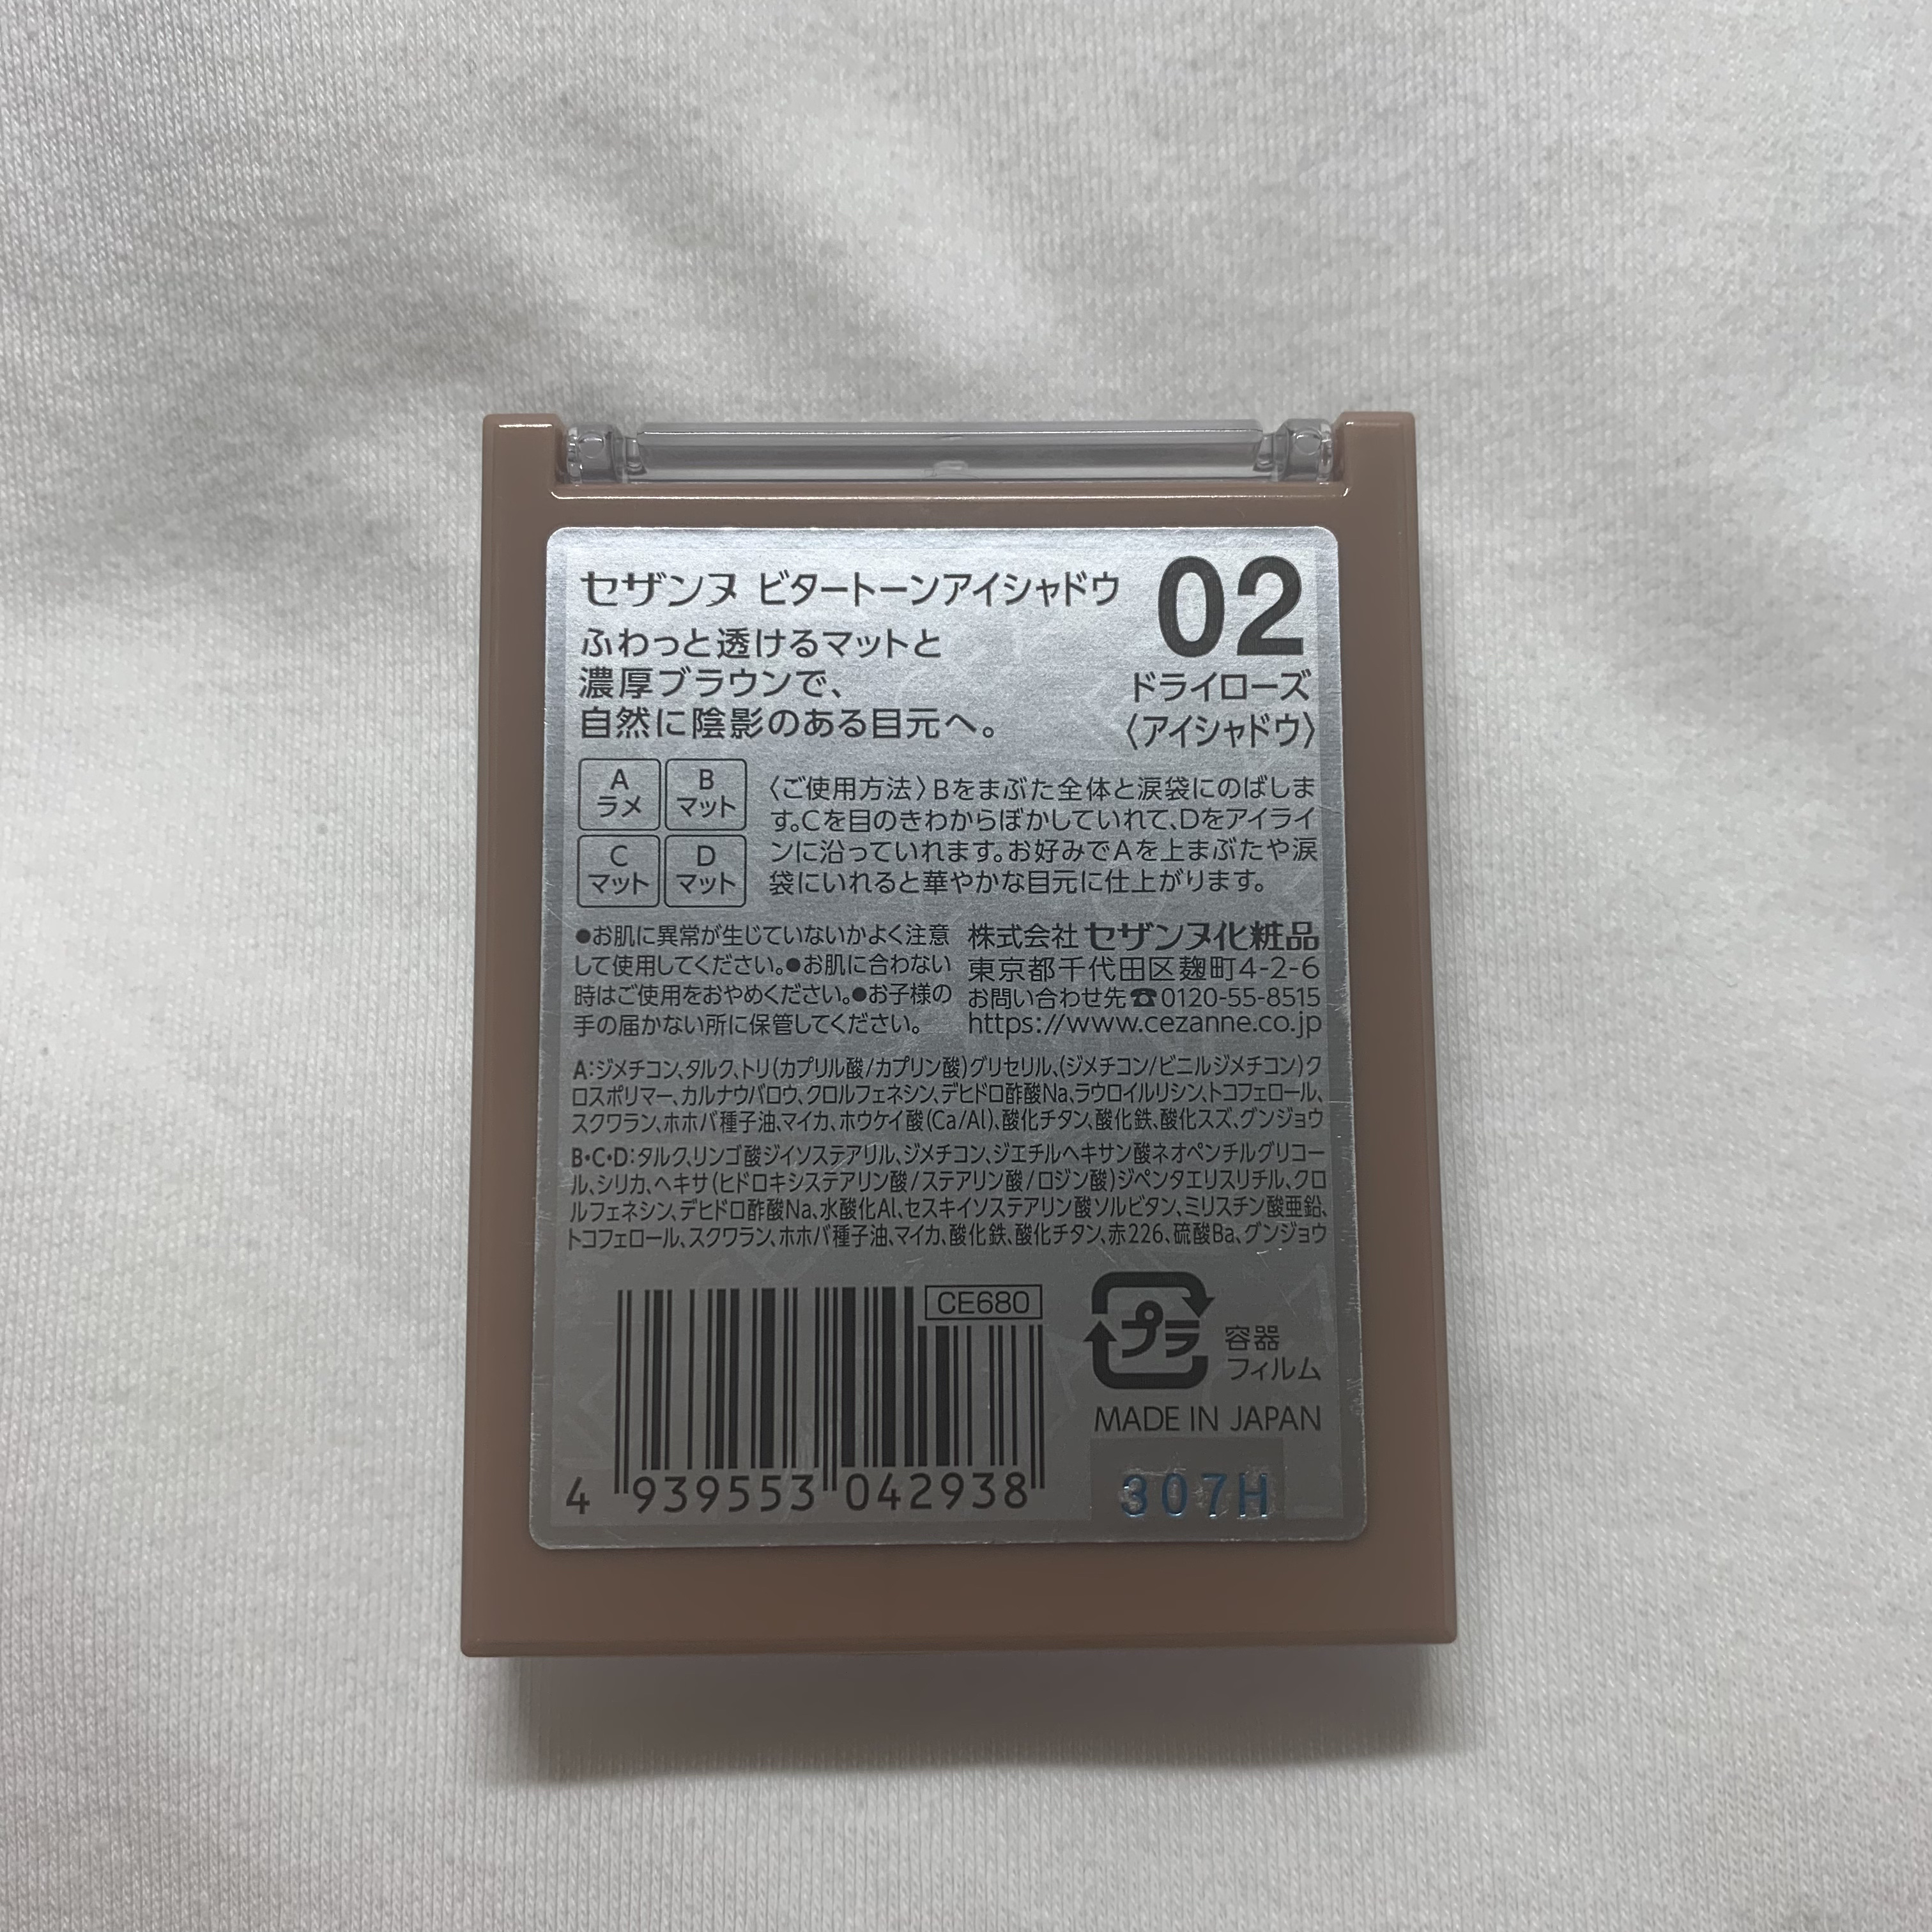 セザンヌ ビタートーンアイシャドウ
02
ふわっと透けるマットと
濃厚ブラウンで、
自然に陰影のある目元へ。
ドライローズ
〈アイシャドウ〉
A
ラメ
B
マット
C
マット
D
マット
〈ご使用方法〉Bをまぶた全体と涙袋にのばしま
す。Cを目のきわからぼかしていれて、Dをアイライ
ンに沿っていれます。お好みでAを上まぶたや涙
袋にいれると華やかな目元に仕上がります。
●お肌に異常が生じていないかよく注意
して使用してください。●お肌に合わない
時はご使用をおやめください。●お子様の
手の届かない所に保管してください。
株式会社 セザンヌ化粧品
東京都千代田区麹町4-2-6
お問い合わせ先☎0120-55-8515
https://www.cezanne.co.jp
A:ジメチコン、タルク、トリ(カプリル酸/カプリン酸)グリセリル、(ジメチコン/ビニルジメチコン)ク
ロスポリマー、カルナウバロウ、クロルフェネシン、デヒドロ酢酸Na、ラウロイルリシン、トコフェロール、
スクワラン、ホホバ種子油、マイカ、ホウケイ酸(Ca/Al)、酸化チタン、酸化鉄、酸化スズ、グンジョウ
B・C・D:タルク、リンゴ酸ジイソステアリル、ジメチコン、ジエチルヘキサン酸ネオペンチルグリコー
ル、シリカ、ヘキサ(ヒドロキシステアリン酸/ステアリン酸/ロジン酸)ジペンタエリスリチル、クロ
ルフェネシン、デヒドロ酢酸Na、水酸化Al、セスキイソステアリン酸ソルビタン、ミリスチン酸亜鉛、
トコフェロール、スクワラン、ホホバ種子油、マイカ、酸化鉄、酸化チタン、赤226、硫酸Ba、グンジョウ
CE680
4 939553 042938
プラ
容器
フィルム
MADE IN JAPAN
307H